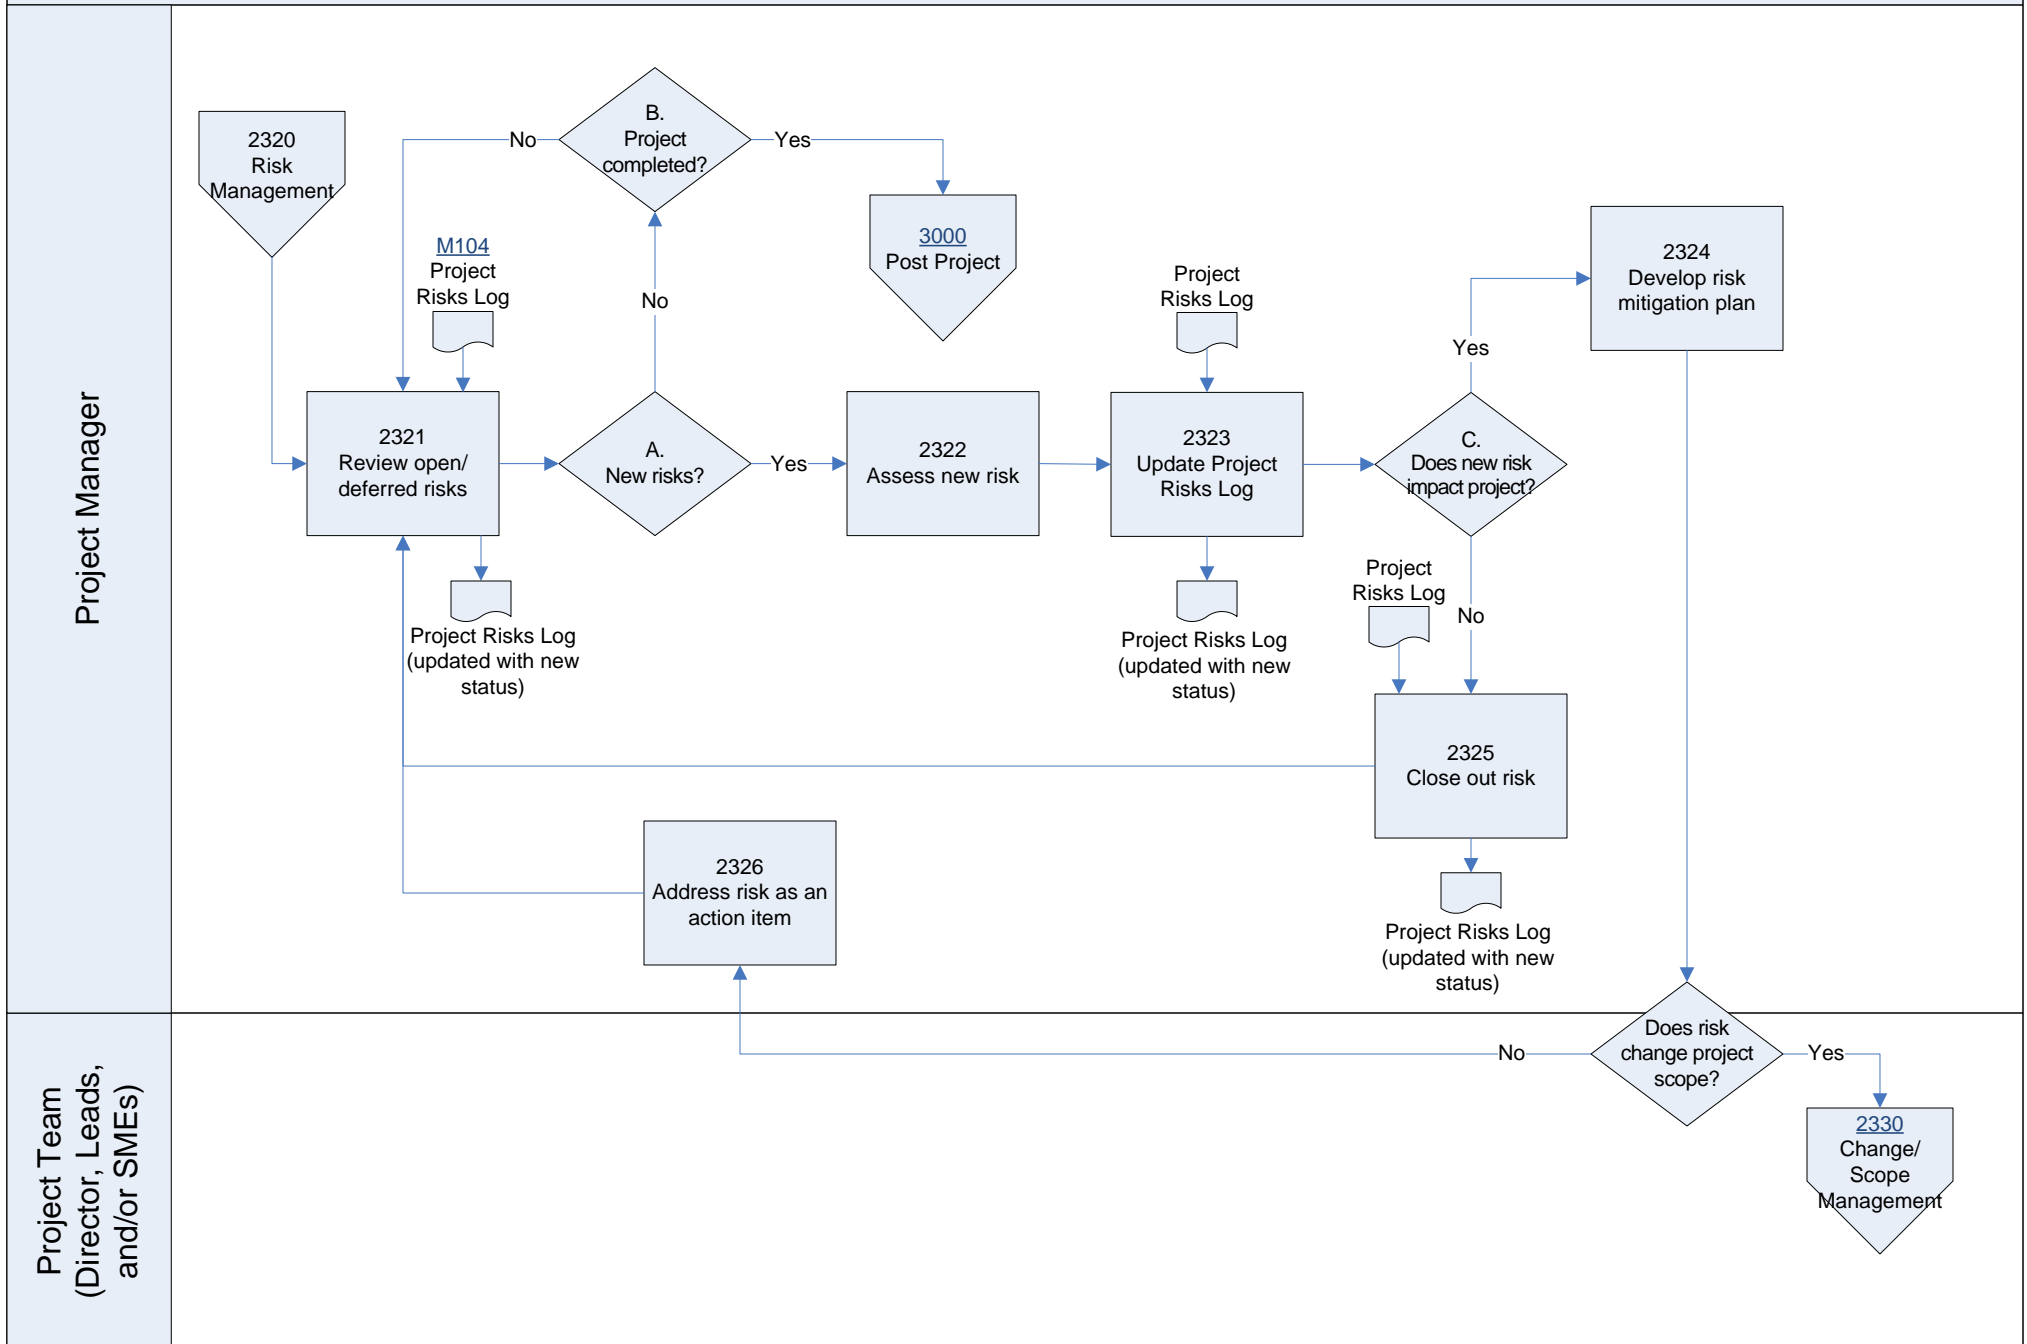 Project Manager
2320
Risk
Management
B.
Project
completed?
No
Yes
3000
Post Project
M104
Project
Risks Log
No
2321
Review open/
deferred risks
A.
New risks?
Yes
2322
Assess new risk
Project
Risks Log
2323
Update Project
Risks Log
C.
Does new risk
impact project?
Yes
2324
Develop risk
mitigation plan
Project Risks Log
(updated with new
status)
Project Risks Log
(updated with new
status)
Project
Risks Log
No
2325
Close out risk
2326
Address risk as an
action item
Project Risks Log
(updated with new
status)
Project Team
(Director, Leads,
and/or SMEs)
Does risk
change project
scope?
No
Yes
2330
Change/
Scope
Management